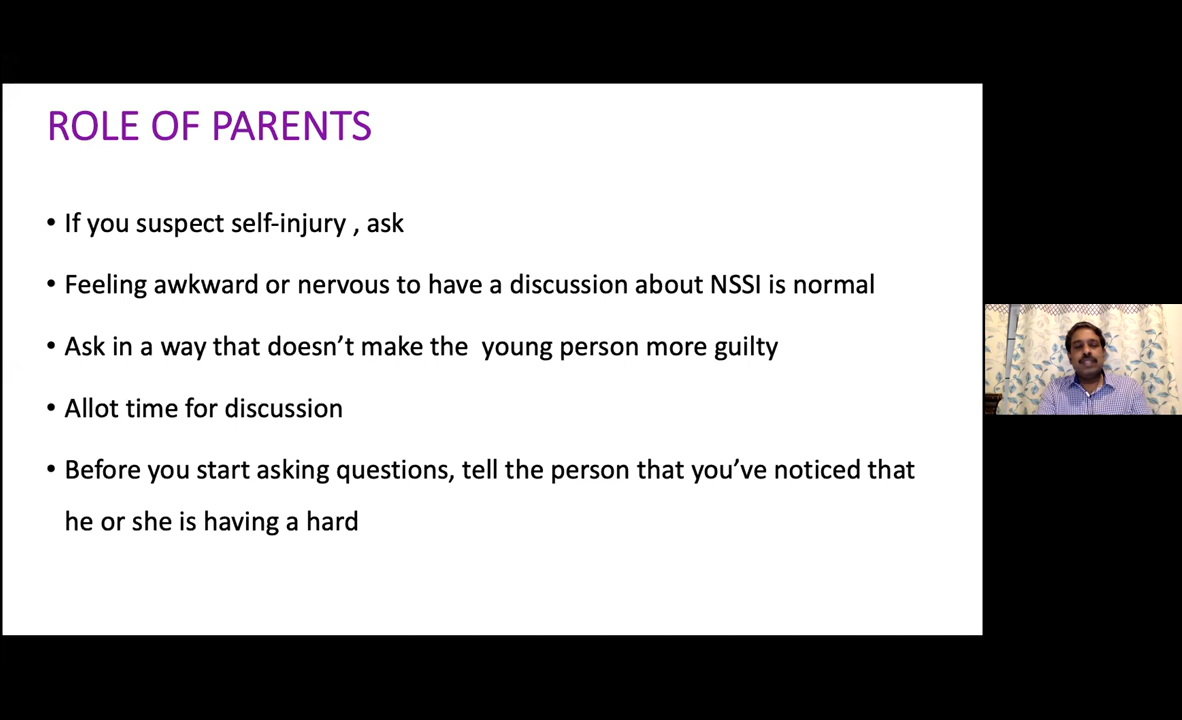 ROLE OF PARENTS
• If you suspect self-injury , ask
• Feeling awkward or nervous to have a discussion about NSSI is normal
• Ask in a way that doesn’t make the  young person more guilty
• Allot time for discussion
• Before you start asking questions, tell the person that you’ve noticed that
he or she is having a hard